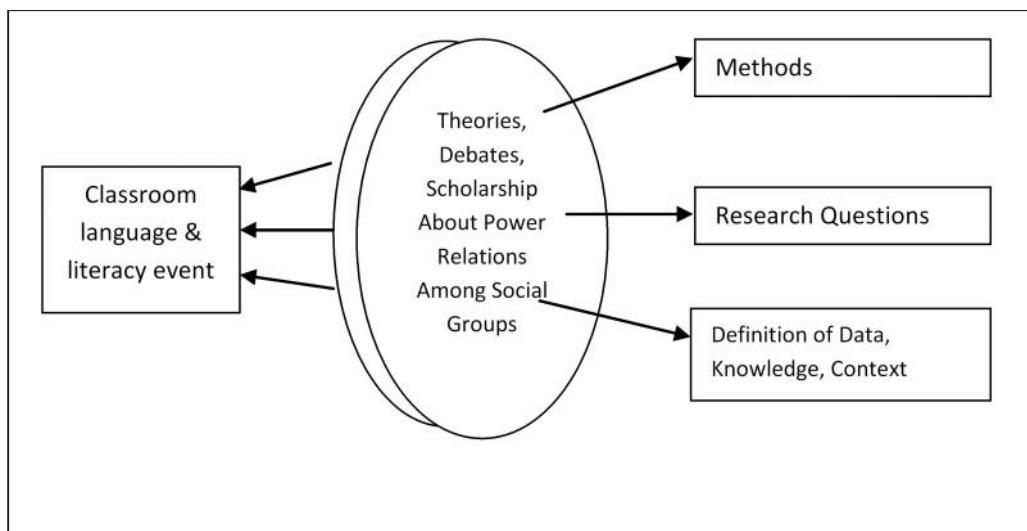 Classroom
language &
literacy event
Theories,
Debates,
Scholarship
About Power
Relations
Among Social
Groups
Methods
Research Questions
Definition of Data,
Knowledge, Context